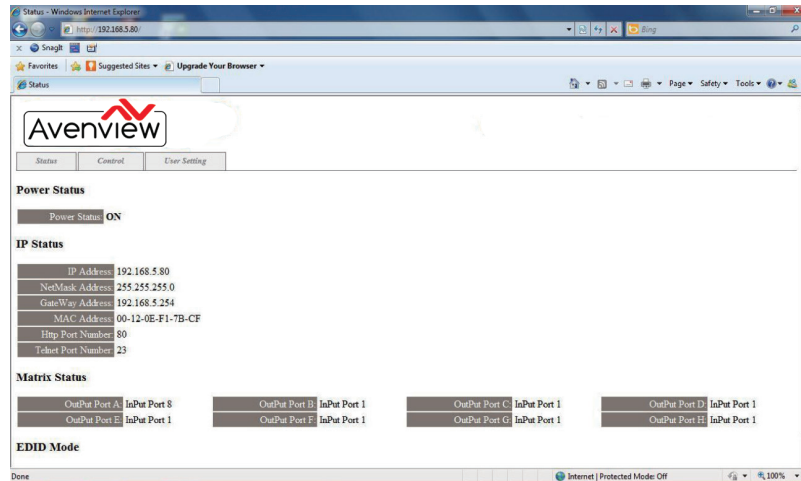 Status - Windows Internet Explorer
http://192.168.5.80/
Bing
x SnagIt
Favorites Suggested Sites Upgrade Your Browser
Status Page Safety Tools
Avenview
Status Control User Setting
Power Status
Power Status: ON
IP Status
IP Address: 192.168.5.80
NetMask Address: 255.255.255.0
GateWay Address: 192.168.5.254
MAC Address: 00-12-0E-F1-7B-CF
Http Port Number: 80
Telnet Port Number: 23
Matrix Status
OutPut Port A: InPut Port 8 OutPut Port B: InPut Port 1 OutPut Port C: InPut Port 1 OutPut Port D: InPut Port 1
OutPut Port E: InPut Port 1 OutPut Port F: InPut Port 1 OutPut Port G: InPut Port 1 OutPut Port H: InPut Port 1
EDID Mode
Done Internet | Protected Mode: Off 100%